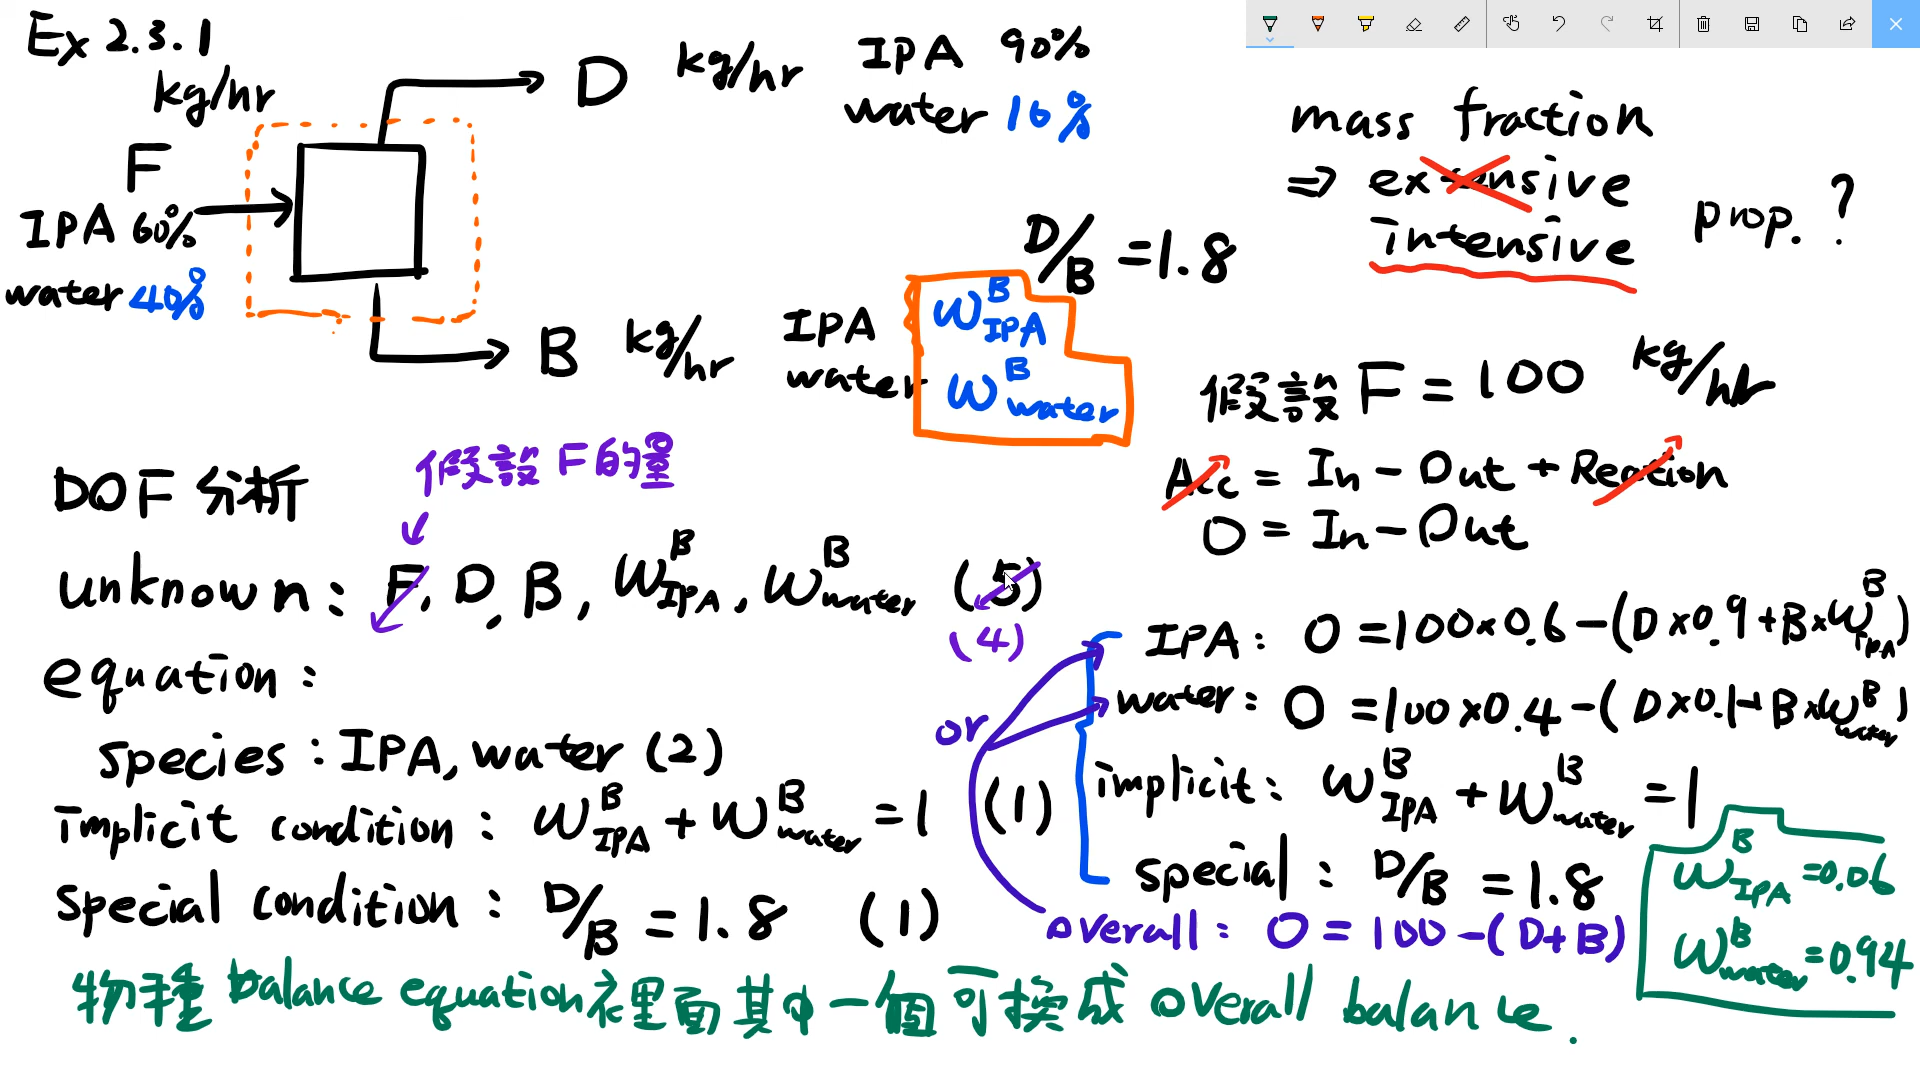 Ex 2.3.1
kg/hr
F
IPA 60%
water 40%
D kg/hr IPA 90%
water 10%
D/B = 1.8
B kg/hr IPA ω^B_IPA
water ω^B_water
mass fraction
⇒ extensive
intensive prop. ?
假設 F = 100 kg/hr
Acc = In - Out + Reaction
0 = In - Out
IPA: 0 = 100×0.6 - (D×0.9 + B×ω^B_IPA)
water: 0 = 100×0.4 - (D×0.1 + B×ω^B_water)
implicit: ω^B_IPA + ω^B_water = 1
special: D/B = 1.8
or
overall: 0 = 100 - (D+B)
ω^B_IPA = 0.06
ω^B_water = 0.94
DOF 分析
假設 F 的量
unknown: F, D, B, ω^B_IPA, ω^B_water (5)
(4)
equation:
species: IPA, water (2)
implicit condition: ω^B_IPA + ω^B_water = 1 (1)
special condition: D/B = 1.8 (1)
物種 balance equation 裡面其中一個可換成 overall balance.